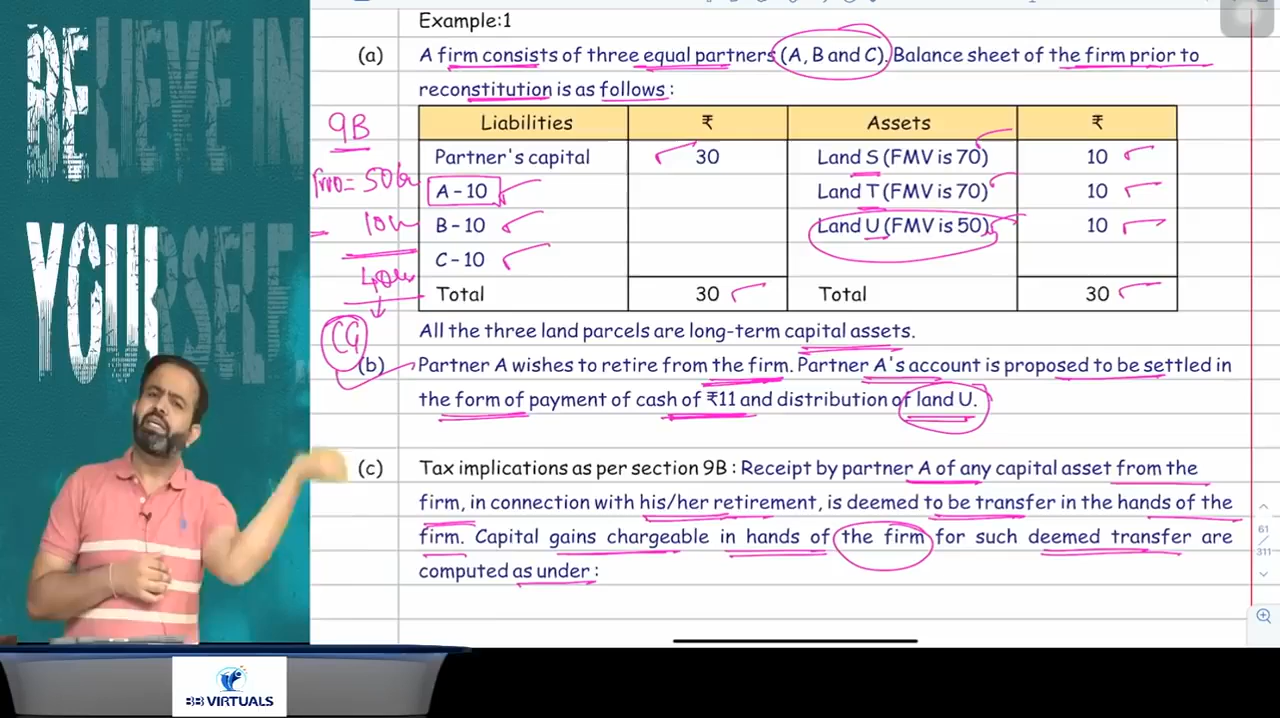 BELIEVE IN
YOURSELF
Example:1
(a) A firm consists of three equal partners (A, B and C). Balance sheet of the firm prior to
reconstitution is as follows :
9B
Liabilities ₹ Assets ₹
Partner's capital 30 Land S (FMV is 70) 10
A – 10 Land T (FMV is 70) 10
B – 10 Land U (FMV is 50) 10
C – 10
Total 30 Total 30
CG
All the three land parcels are long-term capital assets.
(b) Partner A wishes to retire from the firm. Partner A's account is proposed to be settled in
the form of payment of cash of ₹11 and distribution of land U.
(c) Tax implications as per section 9B : Receipt by partner A of any capital asset from the
firm, in connection with his/her retirement, is deemed to be transfer in the hands of the
firm. Capital gains chargeable in hands of the firm for such deemed transfer are
computed as under :
61
/
311
BB VIRTUALS